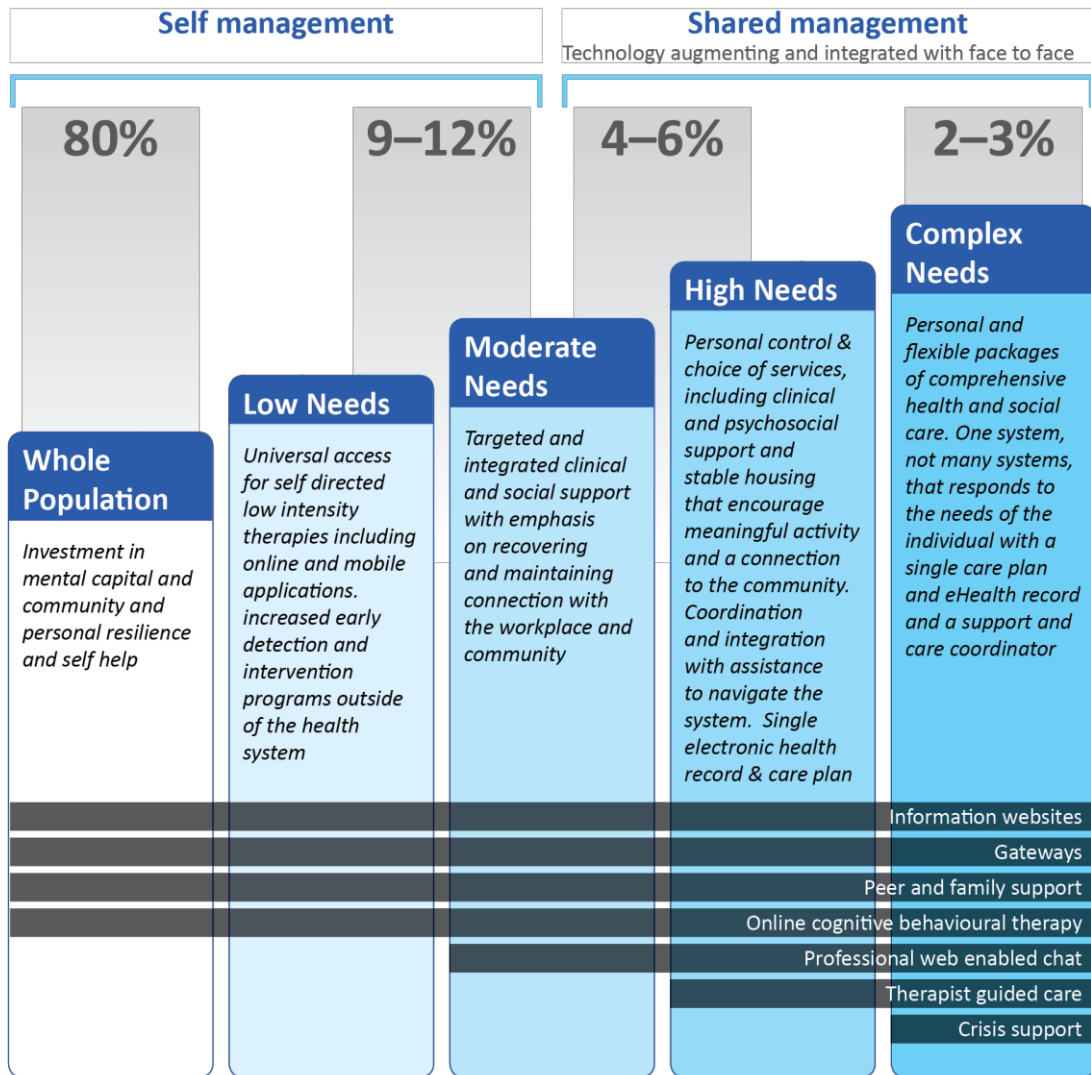 Self management
Shared management
Technology augmenting and integrated with face to face
80%
9–12%
4–6%
2–3%
Whole
Population
Investment in
mental capital and
community and
personal resilience
and self help
Low Needs
Universal access
for self directed
low intensity
therapies including
online and mobile
applications.
increased early
detection and
intervention
programs outside
of the health
system
Moderate
Needs
Targeted and
integrated clinical
and social support
with emphasis
on recovering
and maintaining
connection with
the workplace and
community
High Needs
Personal control &
choice of services,
including clinical
and psychosocial
support and
stable housing
that encourage
meaningful activity
and a connection
to the community.
Coordination
and integration
with assistance
to navigate the
system. Single
electronic health
record & care plan
Complex
Needs
Personal and
flexible packages
of comprehensive
health and social
care. One system,
not many systems,
that responds to
the needs of the
individual with a
single care plan
and eHealth record
and a support and
care coordinator
Information websites
Gateways
Peer and family support
Online cognitive behavioural therapy
Professional web enabled chat
Therapist guided care
Crisis support